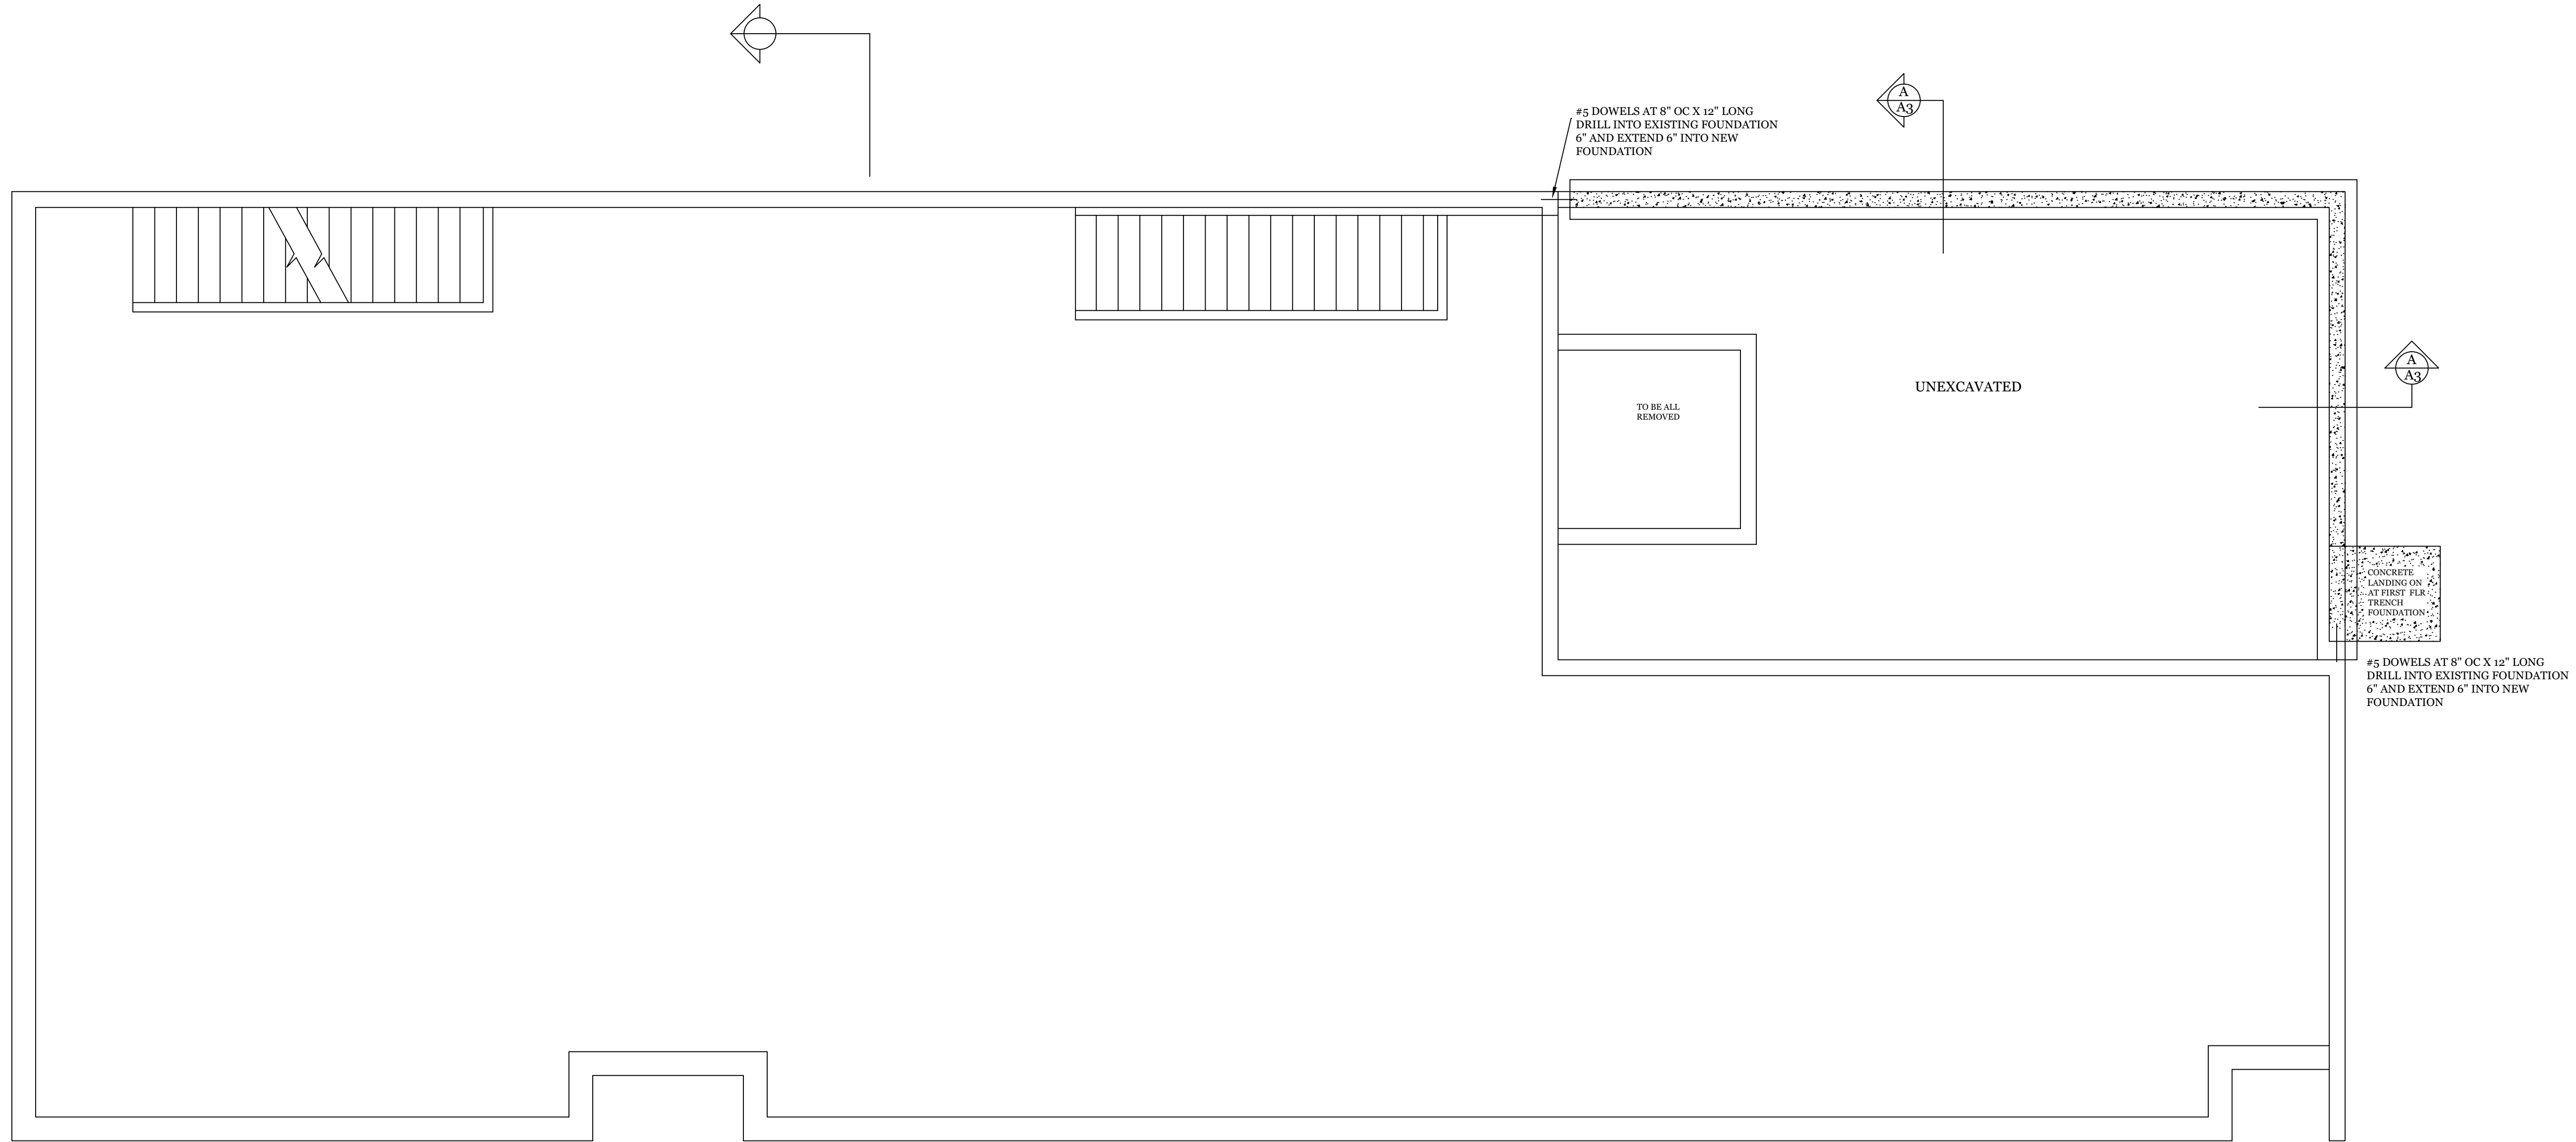 A
A3
#5 DOWELS AT 8" OC X 12" LONG
DRILL INTO EXISTING FOUNDATION
6" AND EXTEND 6" INTO NEW
FOUNDATION
A
A3
UNEXCAVATED
TO BE ALL
REMOVED
CONCRETE
LANDING ON
AT FIRST FLR
TRENCH
FOUNDATION
#5 DOWELS AT 8" OC X 12" LONG
DRILL INTO EXISTING FOUNDATION
6" AND EXTEND 6" INTO NEW
FOUNDATION